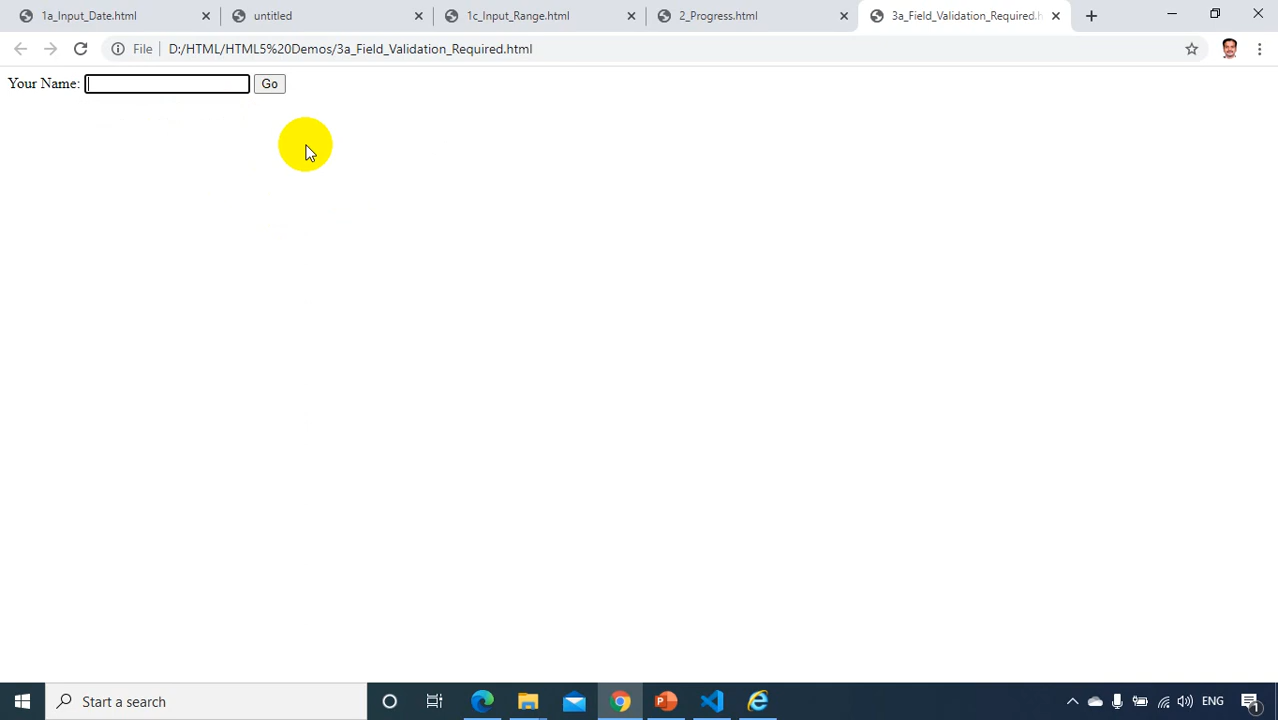 1a_Input_Date.html
untitled
1c_Input_Range.html
2_Progress.html
3a_Field_Validation_Required.h
File
D:/HTML/HTML5%20Demos/3a_Field_Validation_Required.html
Your Name: Go
Start a search
ENG
1